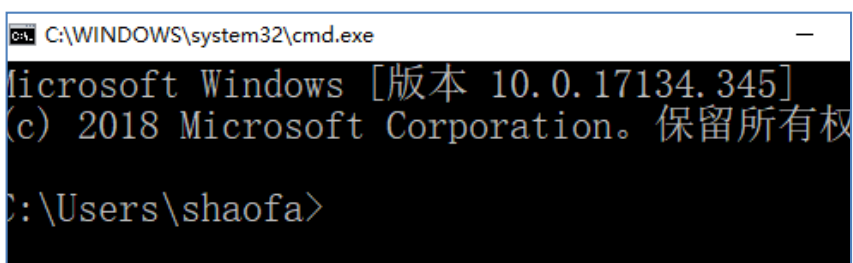 C:\WINDOWS\system32\cmd.exe
Microsoft Windows [版本 10.0.17134.345]
(c) 2018 Microsoft Corporation。保留所有权
C:\Users\shaofa>